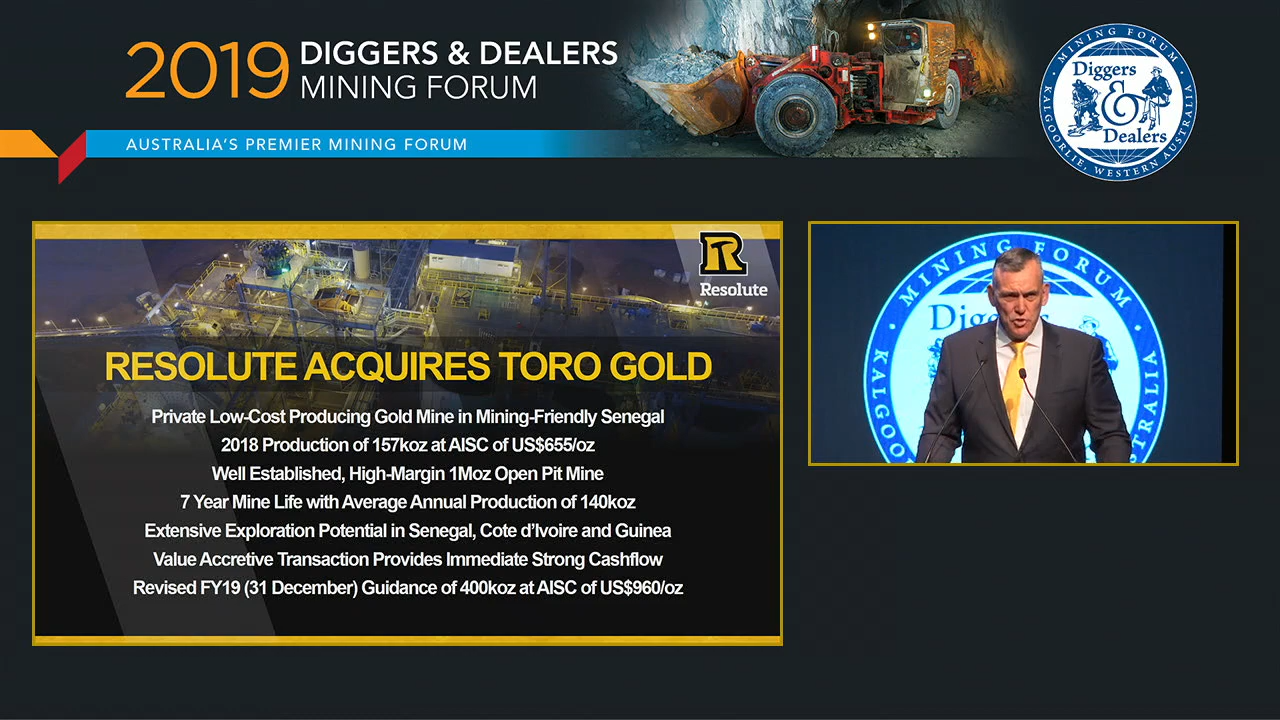 2019 DIGGERS & DEALERS
MINING FORUM
AUSTRALIA'S PREMIER MINING FORUM
MINING FORUM
Diggers
&
Dealers
KALGOORLIE, WESTERN AUSTRALIA
R
Resolute
RESOLUTE ACQUIRES TORO GOLD
Private Low-Cost Producing Gold Mine in Mining-Friendly Senegal
2018 Production of 157koz at AISC of US$655/oz
Well Established, High-Margin 1Moz Open Pit Mine
7 Year Mine Life with Average Annual Production of 140koz
Extensive Exploration Potential in Senegal, Cote d'Ivoire and Guinea
Value Accretive Transaction Provides Immediate Strong Cashflow
Revised FY19 (31 December) Guidance of 400koz at AISC of US$960/oz
MINING FORUM